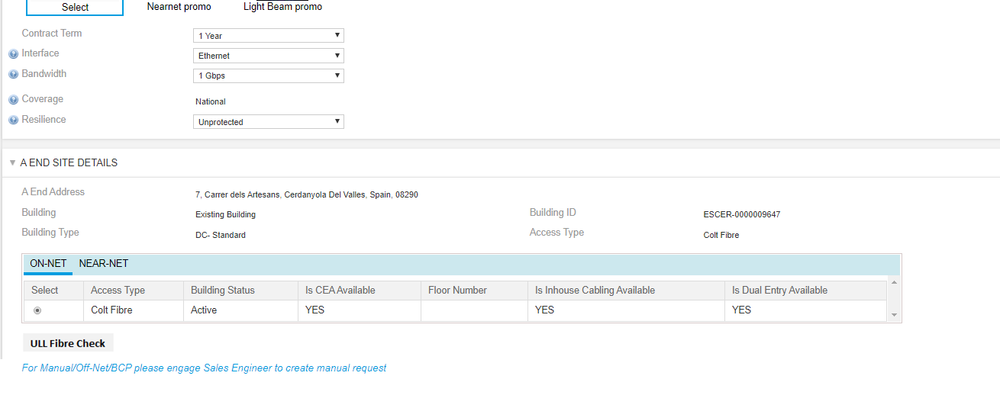 Select Nearnet promo Light Beam promo
Contract Term 1 Year
Interface Ethernet
Bandwidth 1 Gbps
Coverage National
Resilience Unprotected
A END SITE DETAILS
A End Address 7, Carrer dels Artesans, Cerdanyola Del Valles, Spain, 08290
Building Existing Building Building ID ESCER-0000009647
Building Type DC- Standard Access Type Colt Fibre
ON-NET NEAR-NET
Select Access Type Building Status Is CEA Available Floor Number Is Inhouse Cabling Available Is Dual Entry Available
Colt Fibre Active YES YES YES
ULL Fibre Check
For Manual/Off-Net/BCP please engage Sales Engineer to create manual request